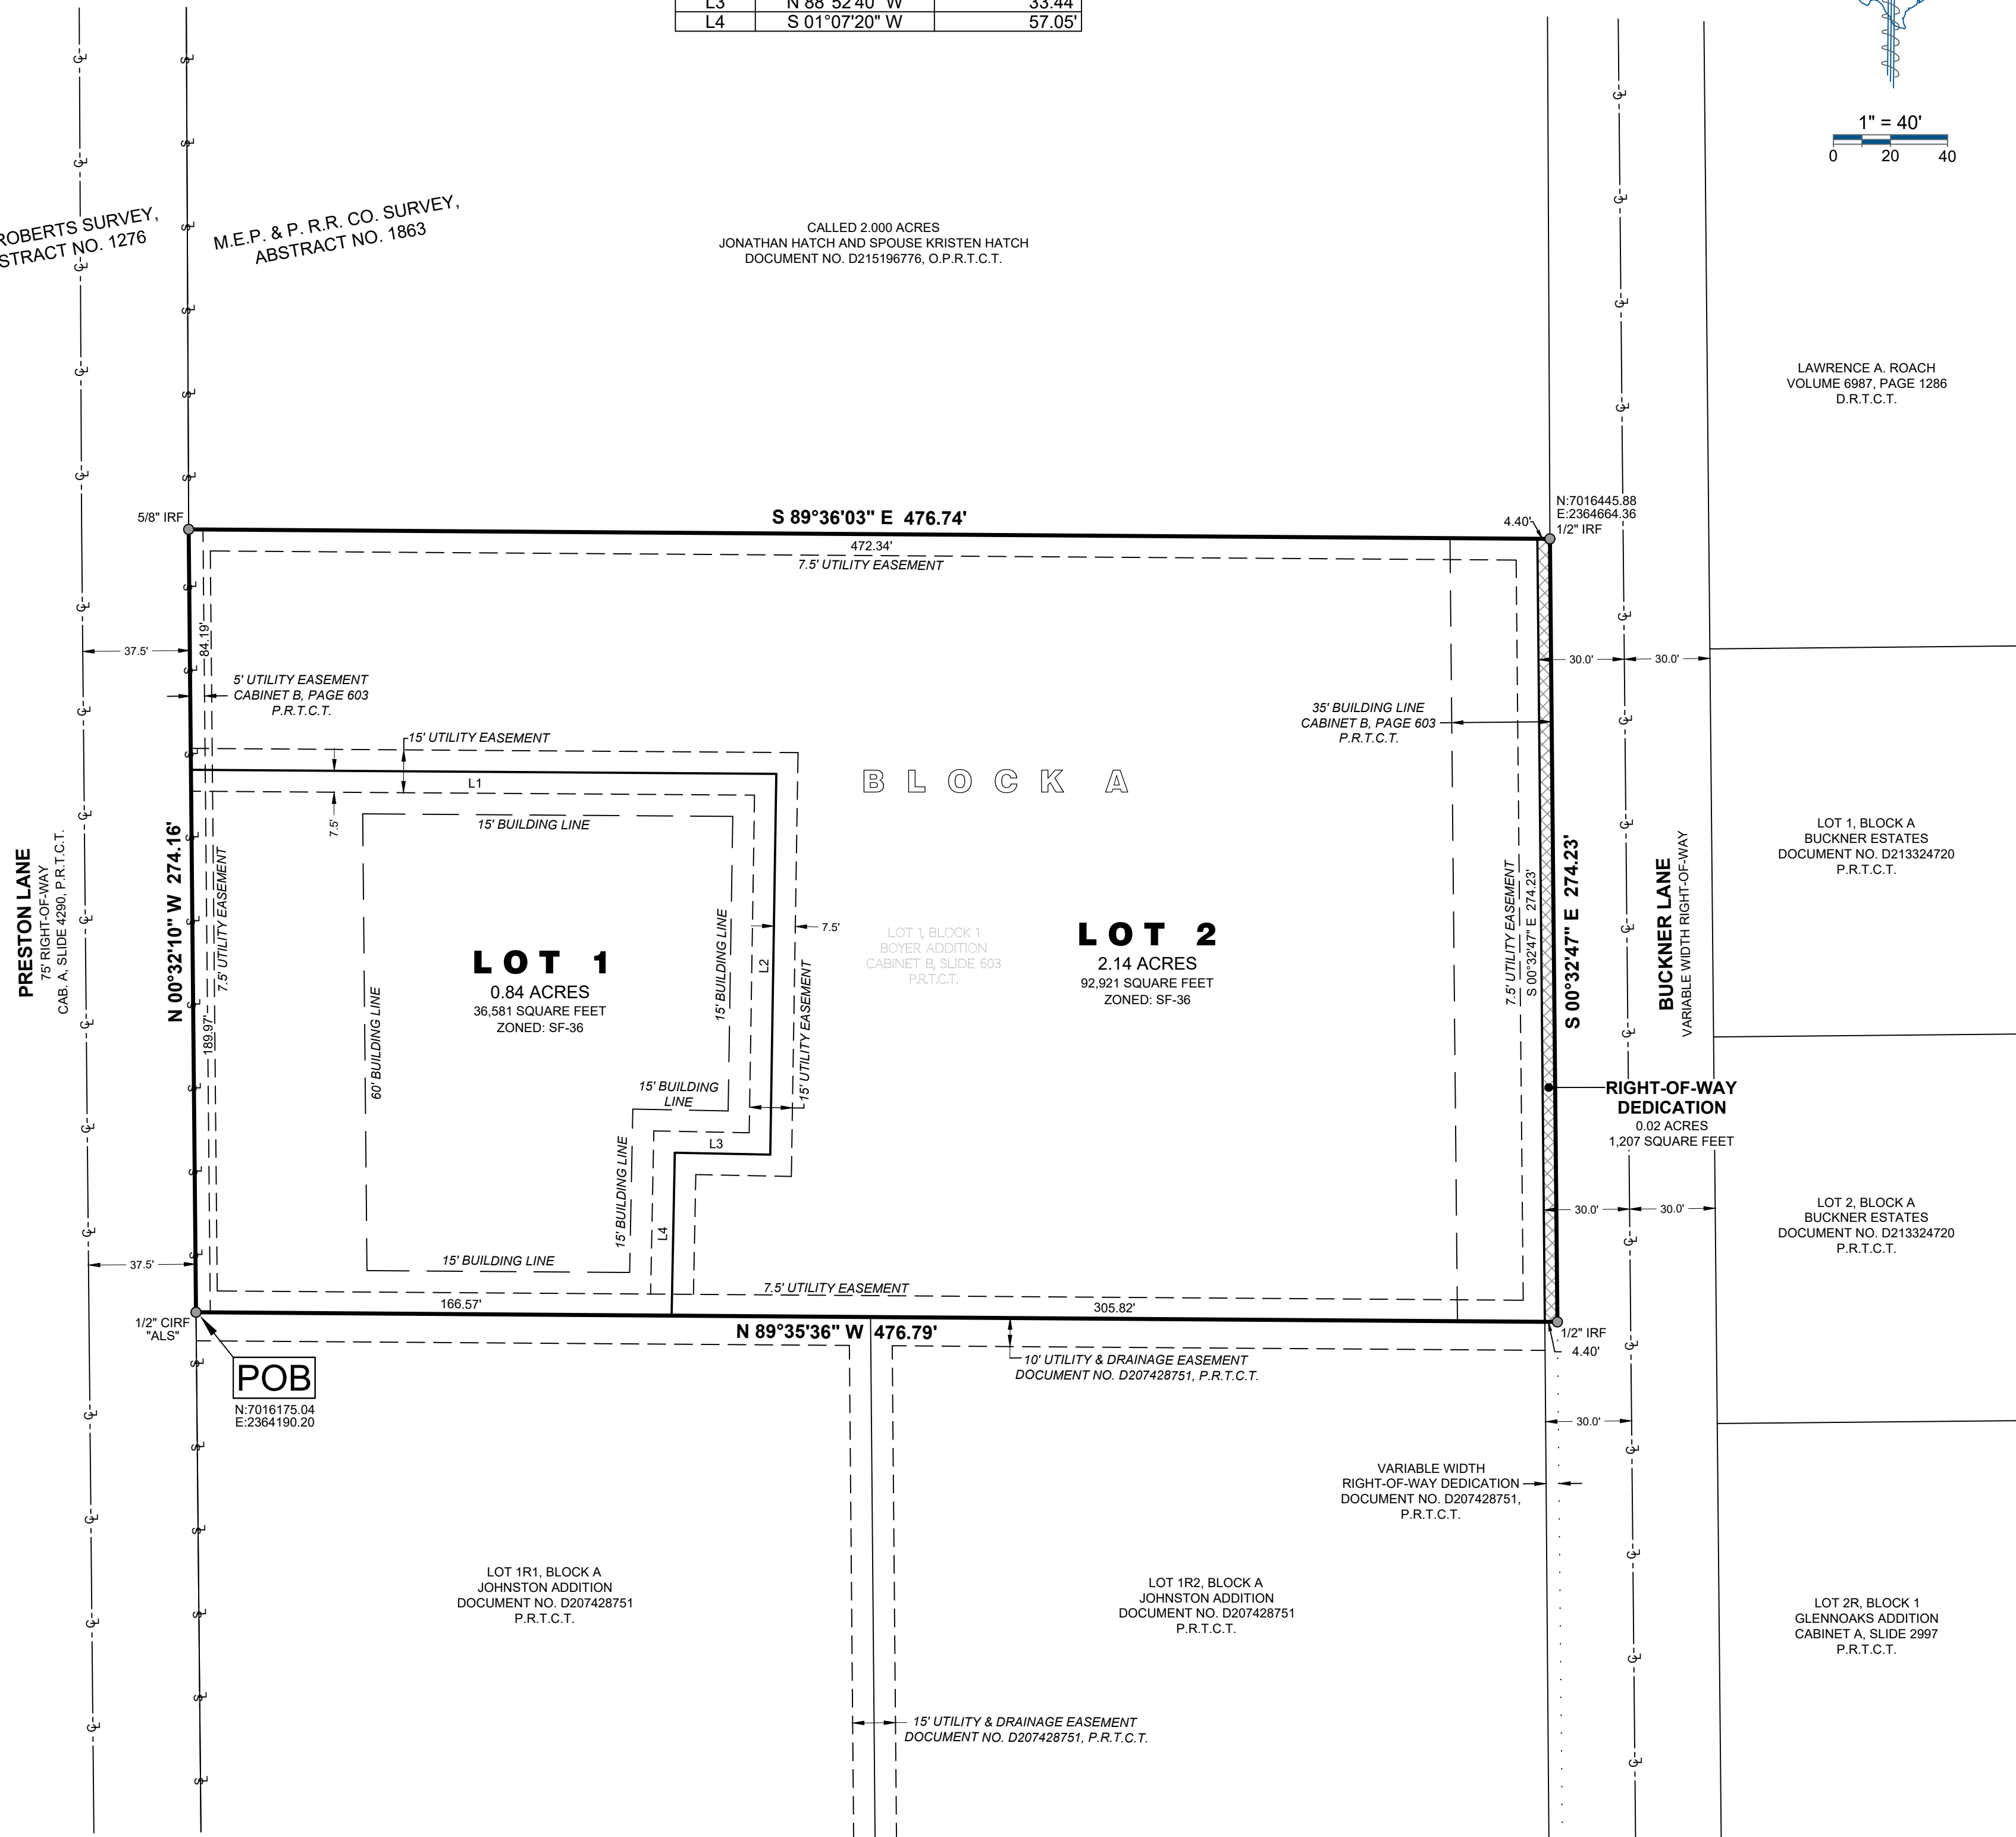 L3 N 88°52'40" W 33.44'
L4 S 01°07'20" W 57.05'
1" = 40'
0 20 40
ROBERTS SURVEY,
STRACT NO. 1276
M.E.P. & P. R.R. CO. SURVEY,
ABSTRACT NO. 1863
CALLED 2.000 ACRES
JONATHAN HATCH AND SPOUSE KRISTEN HATCH
DOCUMENT NO. D215196776, O.P.R.T.C.T.
LAWRENCE A. ROACH
VOLUME 6987, PAGE 1286
D.R.T.C.T.
5/8" IRF
S 89°36'03" E 476.74'
472.34'
7.5' UTILITY EASEMENT
4.40'
N:7016445.88
E:2364664.36
1/2" IRF
37.5'
84.19'
5' UTILITY EASEMENT
CABINET B, PAGE 603
P.R.T.C.T.
30.0'
30.0'
35' BUILDING LINE
CABINET B, PAGE 603
P.R.T.C.T.
15' UTILITY EASEMENT
L1
7.5'
15' BUILDING LINE
BLOCK A
LOT 1, BLOCK A
BUCKNER ESTATES
DOCUMENT NO. D213324720
P.R.T.C.T.
PRESTON LANE
75' RIGHT-OF-WAY
CAB. A, SLIDE 4290, P.R.T.C.T.
N 00°32'10" W 274.16'
7.5' UTILITY EASEMENT
189.97'
60' BUILDING LINE
LOT 1
0.84 ACRES
36,581 SQUARE FEET
ZONED: SF-36
15' BUILDING LINE
L2
7.5'
15' UTILITY EASEMENT
LOT 1, BLOCK 1
BOYER ADDITION
CABINET B, SLIDE 603
P.R.T.C.T.
LOT 2
2.14 ACRES
92,921 SQUARE FEET
ZONED: SF-36
7.5' UTILITY EASEMENT
S 00°32'47" E 274.23'
S 00°32'47" E 274.23'
BUCKNER LANE
VARIABLE WIDTH RIGHT-OF-WAY
15' BUILDING
LINE
L3
15' BUILDING LINE
L4
RIGHT-OF-WAY
DEDICATION
0.02 ACRES
1,207 SQUARE FEET
30.0'
30.0'
LOT 2, BLOCK A
BUCKNER ESTATES
DOCUMENT NO. D213324720
P.R.T.C.T.
37.5'
15' BUILDING LINE
7.5' UTILITY EASEMENT
166.57'
305.82'
1/2" CIRF
"ALS"
N 89°35'36" W 476.79'
1/2" IRF
4.40'
POB
N:7016175.04
E:2364190.20
10' UTILITY & DRAINAGE EASEMENT
DOCUMENT NO. D207428751, P.R.T.C.T.
30.0'
VARIABLE WIDTH
RIGHT-OF-WAY DEDICATION
DOCUMENT NO. D207428751,
P.R.T.C.T.
LOT 1R1, BLOCK A
JOHNSTON ADDITION
DOCUMENT NO. D207428751
P.R.T.C.T.
LOT 1R2, BLOCK A
JOHNSTON ADDITION
DOCUMENT NO. D207428751
P.R.T.C.T.
LOT 2R, BLOCK 1
GLENNOAKS ADDITION
CABINET A, SLIDE 2997
P.R.T.C.T.
15' UTILITY & DRAINAGE EASEMENT
DOCUMENT NO. D207428751, P.R.T.C.T.